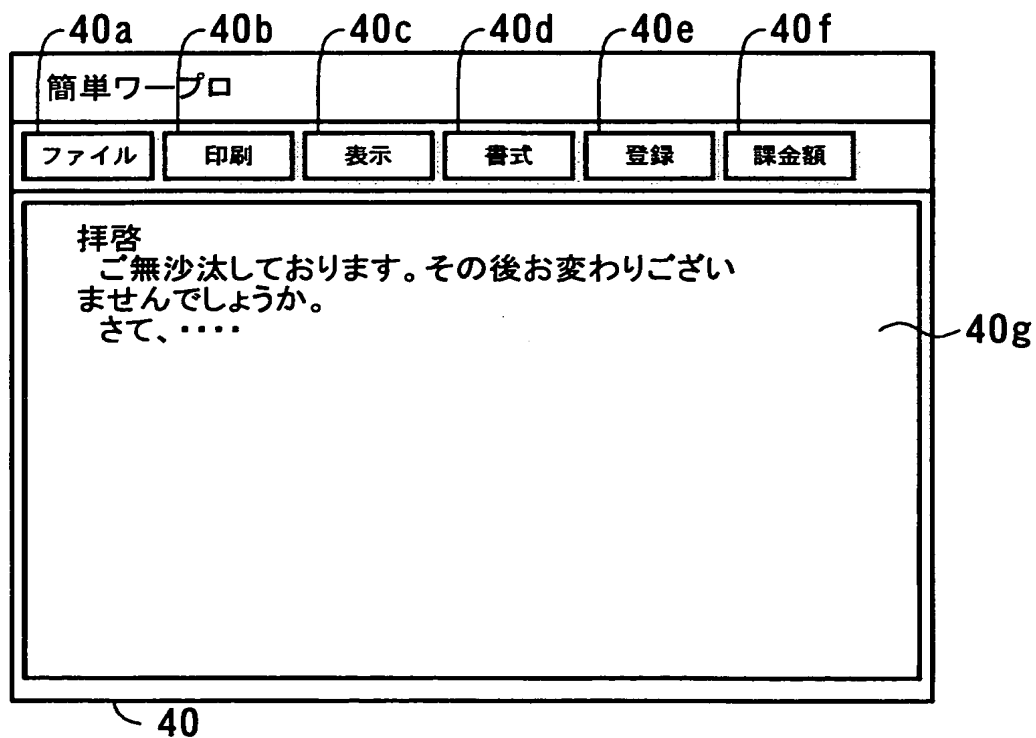 40a 40b 40c 40d 40e 40f
簡単ワープロ
ファイル 印刷 表示 書式 登録 課金額
拝啓
ご無沙汰しております。その後お変わりござい
ませんでしょうか。
さて、・・・・
40g
40